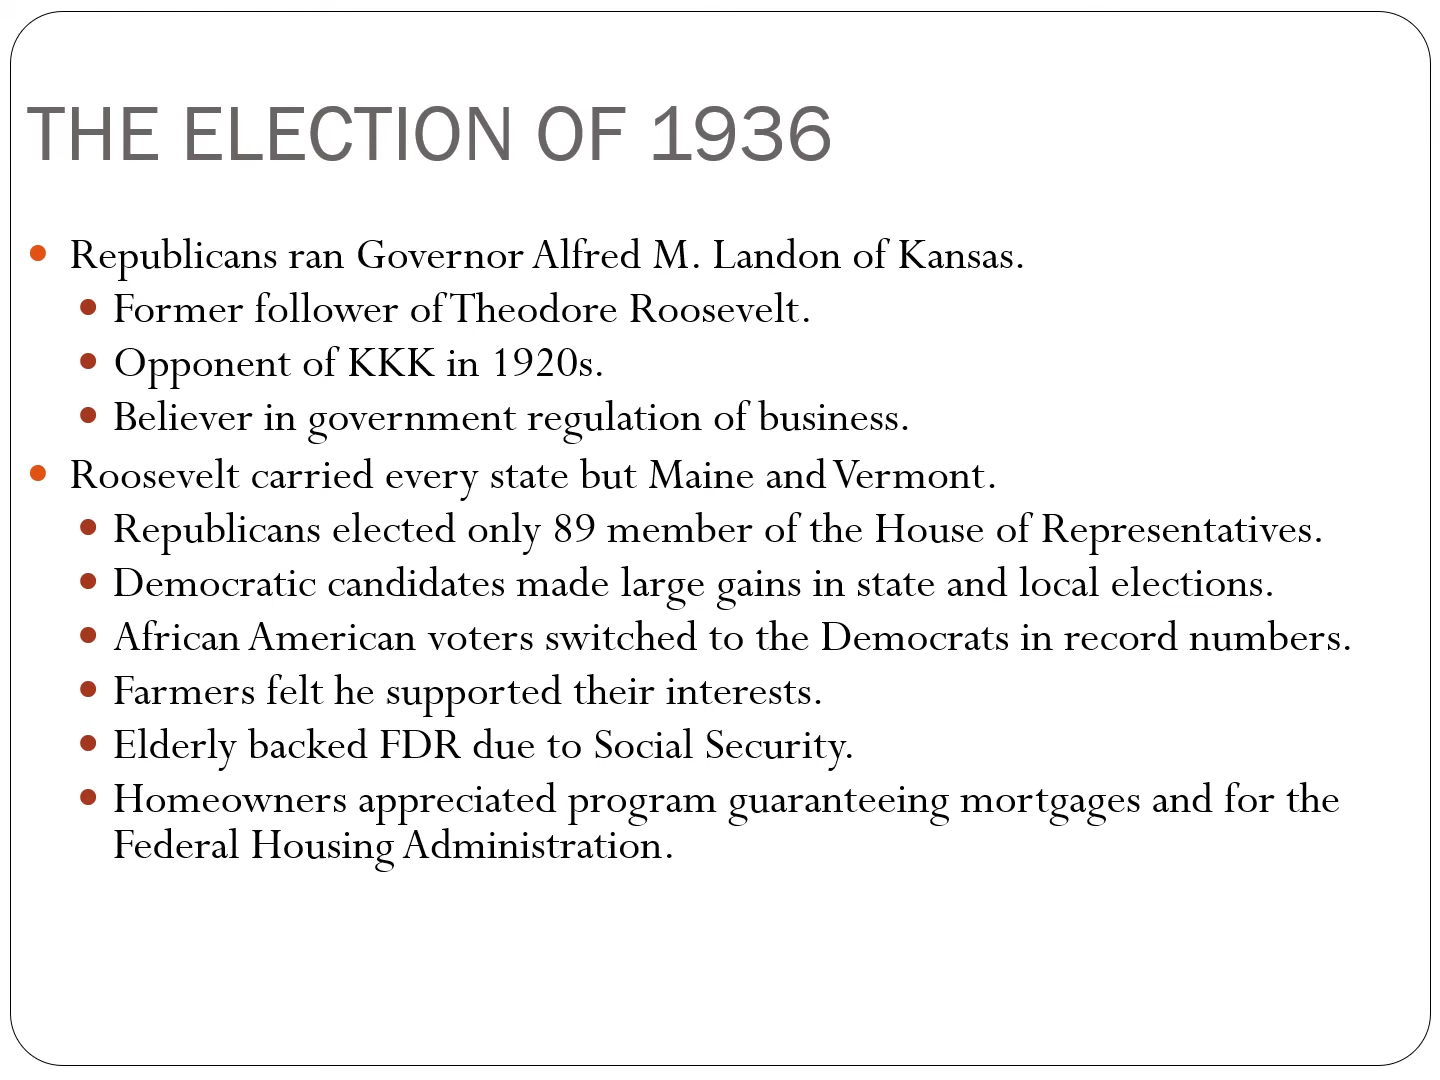 THE ELECTION OF 1936
Republicans ran Governor Alfred M. Landon of Kansas.
Former follower of Theodore Roosevelt.
Opponent of KKK in 1920s.
Believer in government regulation of business.
Roosevelt carried every state but Maine and Vermont.
Republicans elected only 89 member of the House of Representatives.
Democratic candidates made large gains in state and local elections.
African American voters switched to the Democrats in record numbers.
Farmers felt he supported their interests.
Elderly backed FDR due to Social Security.
Homeowners appreciated program guaranteeing mortgages and for the
Federal Housing Administration.